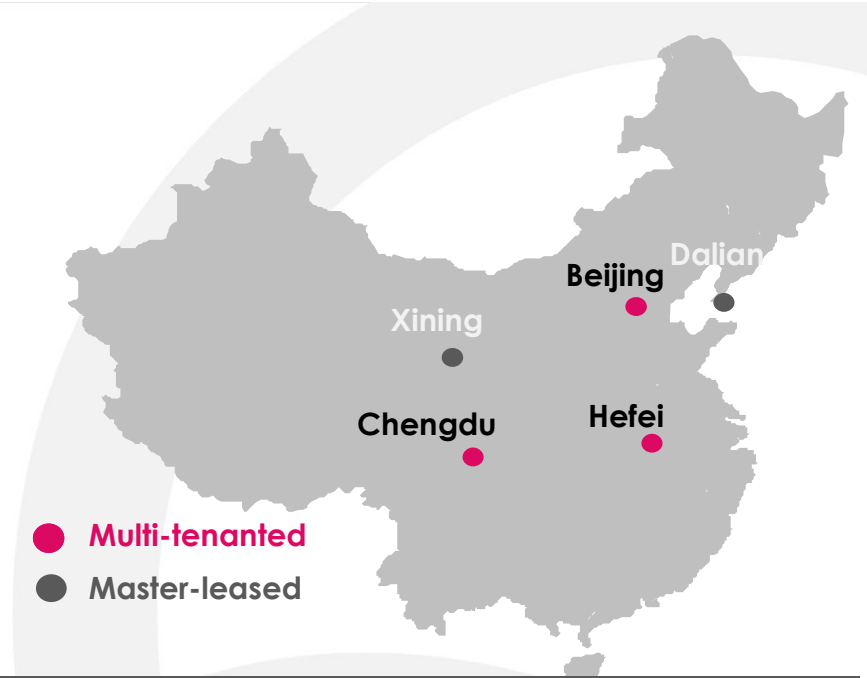 Dalian
Beijing
Xining
Chengdu
Hefei
Multi-tenanted
Master-leased